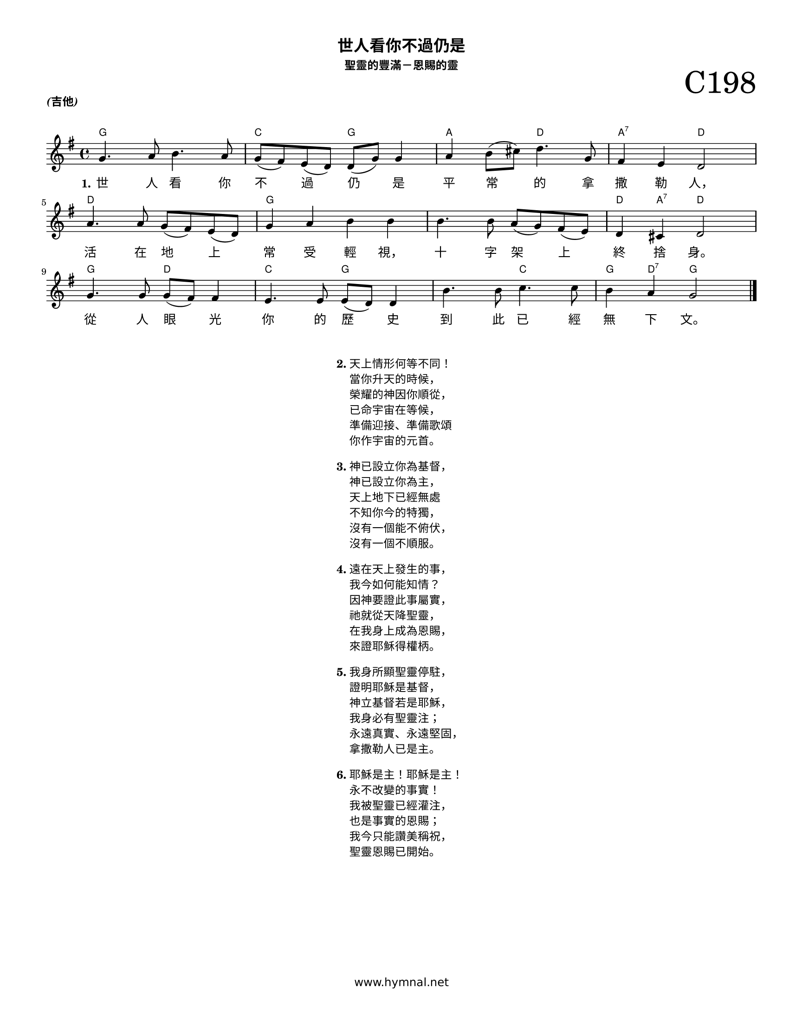 世人看你不過仍是
聖靈的豐滿－恩賜的靈
C198
(吉他)
G C G A D A7 D
1. 世 人 看 你 不 過 仍 是 平 常 的 拿 撒 勒 人，
5 D G D A7 D
活 在 地 上 常 受 輕 視， 十 字 架 上 終 捨 身。
9 G D C G C G D7 G
從 人 眼 光 你 的 歷 史 到 此 已 經 無 下 文。
2. 天上情形何等不同！
當你升天的時候，
榮耀的神因你順從，
已命宇宙在等候，
準備迎接、準備歌頌
你作宇宙的元首。
3. 神已設立你為基督，
神已設立你為主，
天上地下已經無處
不知你今的特獨，
沒有一個能不俯伏，
沒有一個不順服。
4. 遠在天上發生的事，
我今如何能知情？
因神要證此事屬實，
祂就從天降聖靈，
在我身上成為恩賜，
來證耶穌得權柄。
5. 我身所顯聖靈停駐，
證明耶穌是基督，
神立基督若是耶穌，
我身必有聖靈注；
永遠真實、永遠堅固，
拿撒勒人已是主。
6. 耶穌是主！耶穌是主！
永不改變的事實！
我被聖靈已經灌注，
也是事實的恩賜；
我今只能讚美稱祝，
聖靈恩賜已開始。
www.hymnal.net